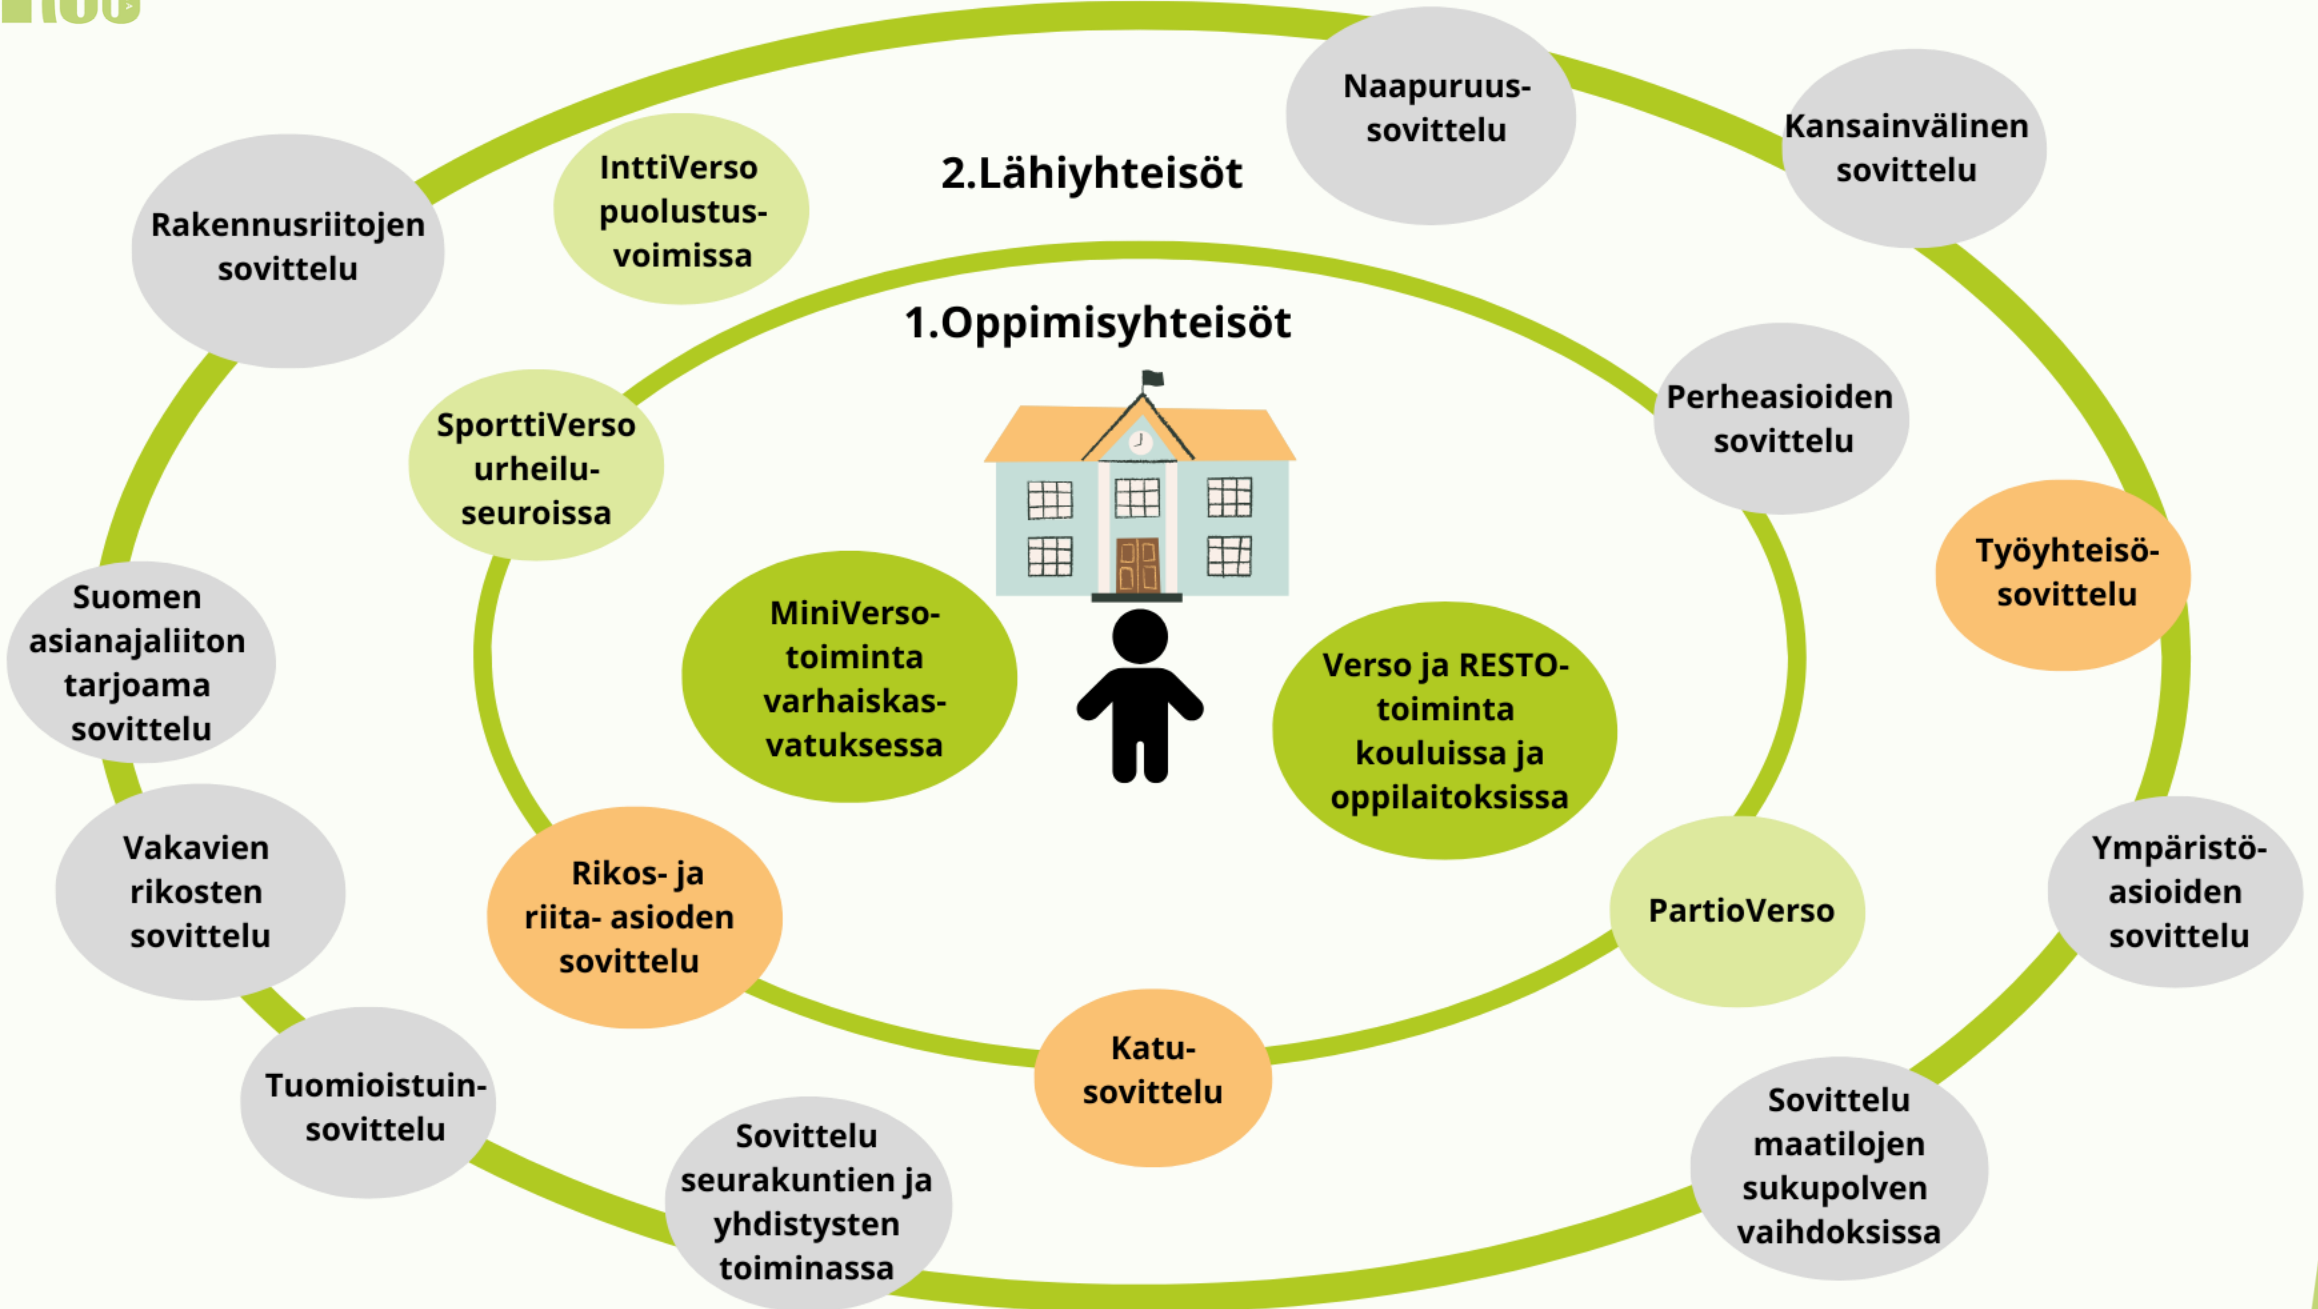 Naapuruus-
sovittelu
Kansainvälinen
sovittelu
InttiVerso
puolustus-
voimissa
2.Lähiyhteisöt
Rakennusriitojen
sovittelu
1.Oppimisyhteisöt
Perheasioiden
sovittelu
SporttiVerso
urheilu-
seuroissa
Työyhteisö-
sovittelu
Suomen
asianajaliiton
tarjoama
sovittelu
MiniVerso-
toiminta
varhaiskas-
vatuksessa
Verso ja RESTO-
toiminta
kouluissa ja
oppilaitoksissa
Vakavien
rikosten
sovittelu
Rikos- ja
riita- asioden
sovittelu
PartioVerso
Ympäristö-
asioiden
sovittelu
Katu-
sovittelu
Tuomioistuin-
sovittelu
Sovittelu
seurakuntien ja
yhdistysten
toiminassa
Sovittelu
maatilojen
sukupolven
vaihdoksissa